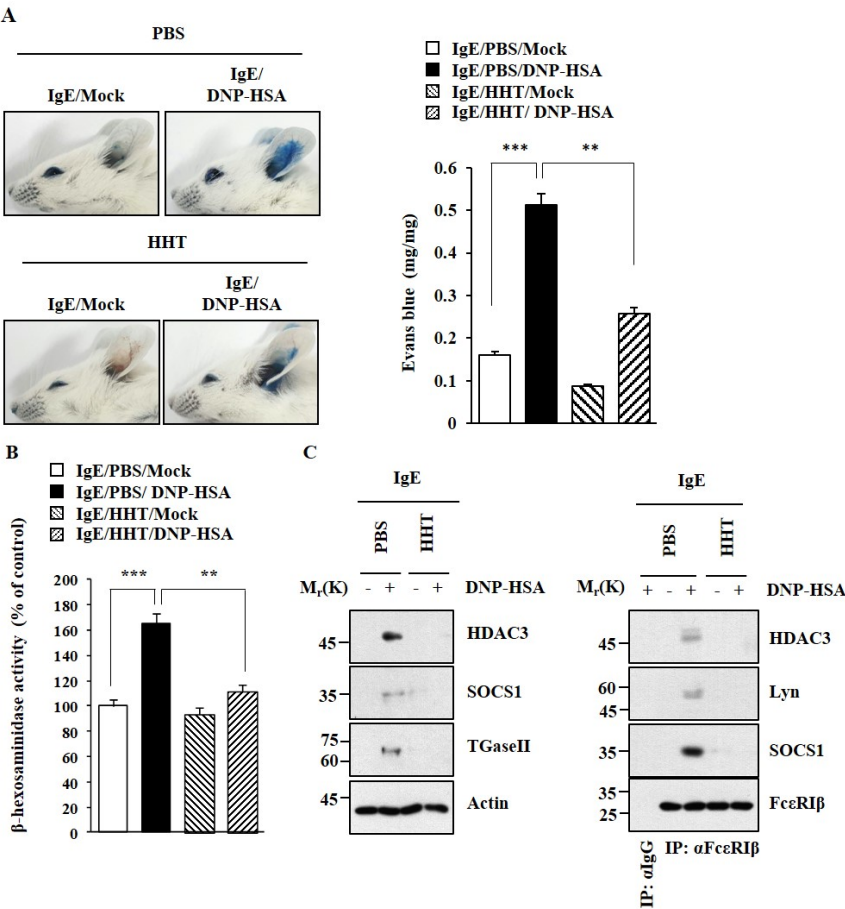 A
PBS
IgE/Mock
IgE/
DNP-HSA
HHT
IgE/Mock
IgE/
DNP-HSA
IgE/PBS/Mock
IgE/PBS/DNP-HSA
IgE/HHT/Mock
IgE/HHT/ DNP-HSA
*** **
Evans blue (mg/mg)
0.6
0.5
0.4
0.3
0.2
0.1
0
B
IgE/PBS/Mock
IgE/PBS/ DNP-HSA
IgE/HHT/Mock
IgE/HHT/DNP-HSA
*** **
β-hexosaminidase activity (% of control)
200
180
160
140
120
100
80
60
40
20
0
C
IgE
PBS HHT
Mr(K) - + - + DNP-HSA
45 HDAC3
35 SOCS1
75
60 TGaseII
45 Actin
IgE
PBS HHT
Mr(K) + - + - + DNP-HSA
45 HDAC3
60
45 Lyn
35 SOCS1
35
25 FcεRIβ
IP: αIgG IP: αFcεRIβ